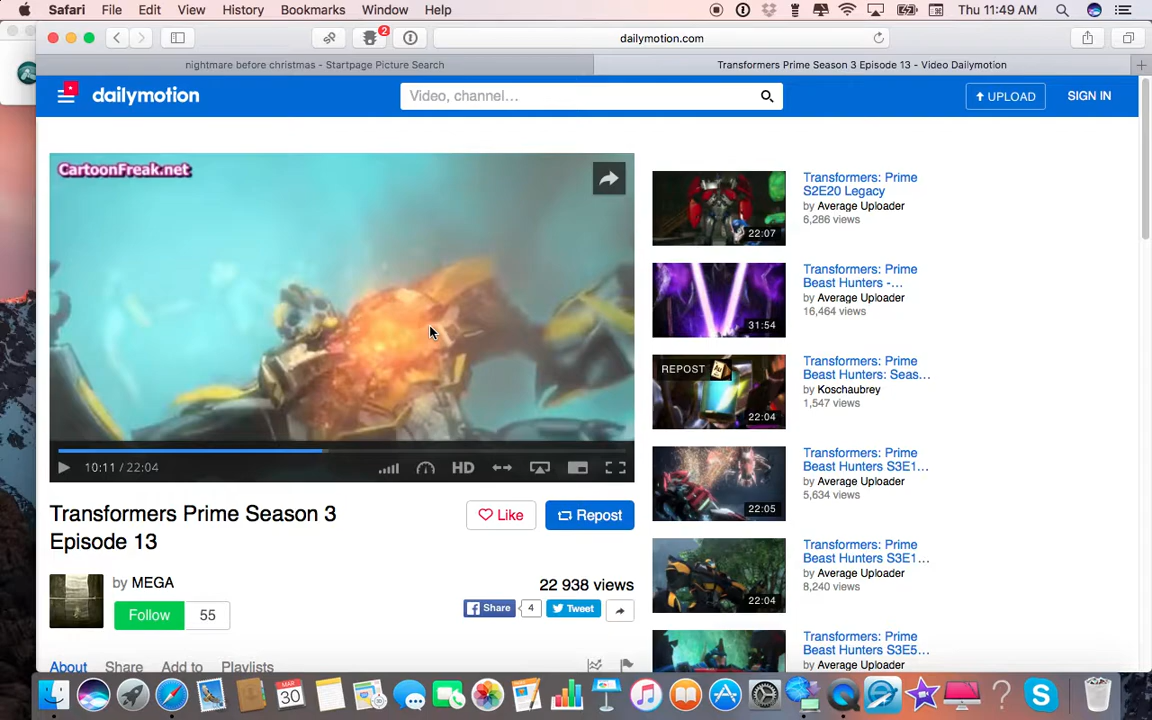 Safari File Edit View History Bookmarks Window Help Thu 11:49 AM
2
dailymotion.com
nightmare before christmas - Startpage Picture Search
Transformers Prime Season 3 Episode 13 - Video Dailymotion
dailymotion
Video, channel...
UPLOAD
SIGN IN
CartoonFreak.net
10:11 / 22:04
HD
Transformers Prime Season 3
Episode 13
Like
Repost
by MEGA
Follow 55
22 938 views
Share 4
Tweet
About Share Add to Playlists
22:07
Transformers: Prime
S2E20 Legacy
by Average Uploader
6,286 views
31:54
Transformers: Prime
Beast Hunters -...
by Average Uploader
16,464 views
REPOST
Au
22:04
Transformers: Prime
Beast Hunters: Seas...
by Koschaubrey
1,547 views
22:05
Transformers: Prime
Beast Hunters S3E1...
by Average Uploader
5,634 views
22:04
Transformers: Prime
Beast Hunters S3E1...
by Average Uploader
8,240 views
Transformers: Prime
Beast Hunters S3E5...
by Average Uploader
MAR
30